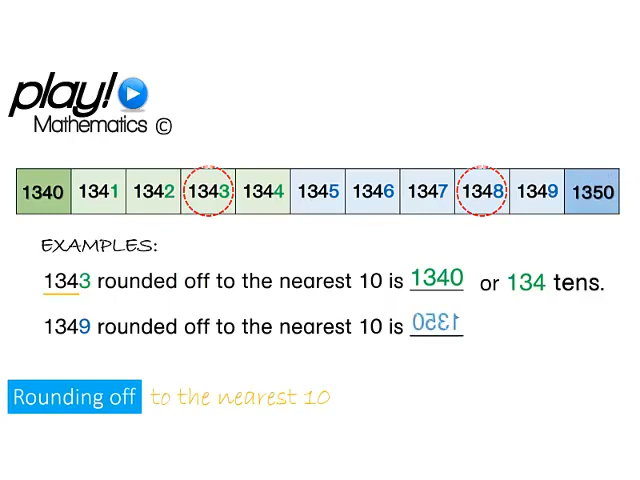 play!
Mathematics ©
1340 1341 1342 1343 1344 1345 1346 1347 1348 1349 1350
EXAMPLES:
1343 rounded off to the nearest 10 is 1340 or 134 tens.
1349 rounded off to the nearest 10 is 1350
Rounding off to the nearest 10